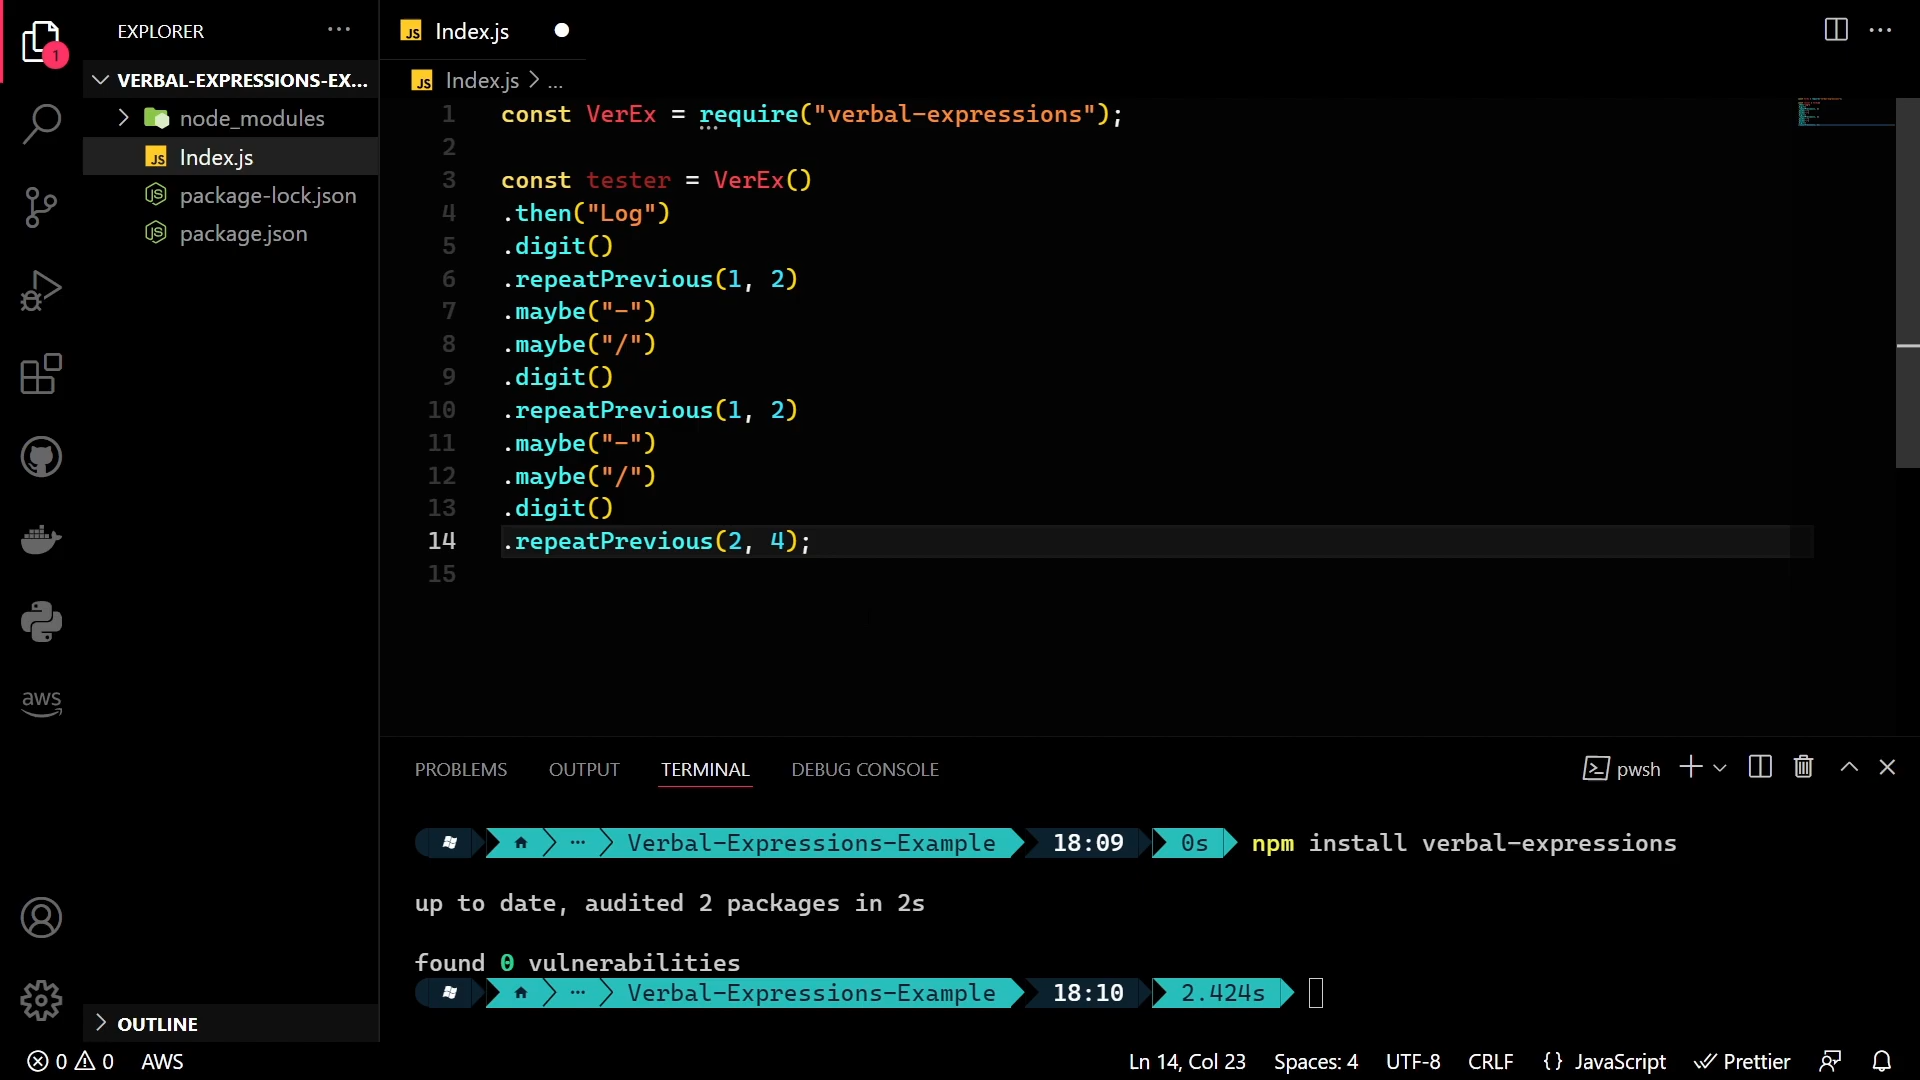 EXPLORER
1
VERBAL-EXPRESSIONS-EX...
node_modules
JS Index.js
package-lock.json
package.json
aws
OUTLINE
JS Index.js
JS Index.js > ...
1 const VerEx = require("verbal-expressions");
2
3 const tester = VerEx()
4 .then("Log")
5 .digit()
6 .repeatPrevious(1, 2)
7 .maybe("-")
8 .maybe("/")
9 .digit()
10 .repeatPrevious(1, 2)
11 .maybe("-")
12 .maybe("/")
13 .digit()
14 .repeatPrevious(2, 4);
15
PROBLEMS OUTPUT TERMINAL DEBUG CONSOLE pwsh
Verbal-Expressions-Example 18:09 0s npm install verbal-expressions
up to date, audited 2 packages in 2s
found 0 vulnerabilities
Verbal-Expressions-Example 18:10 2.424s
0 0 AWS Ln 14, Col 23 Spaces: 4 UTF-8 CRLF {} JavaScript Prettier